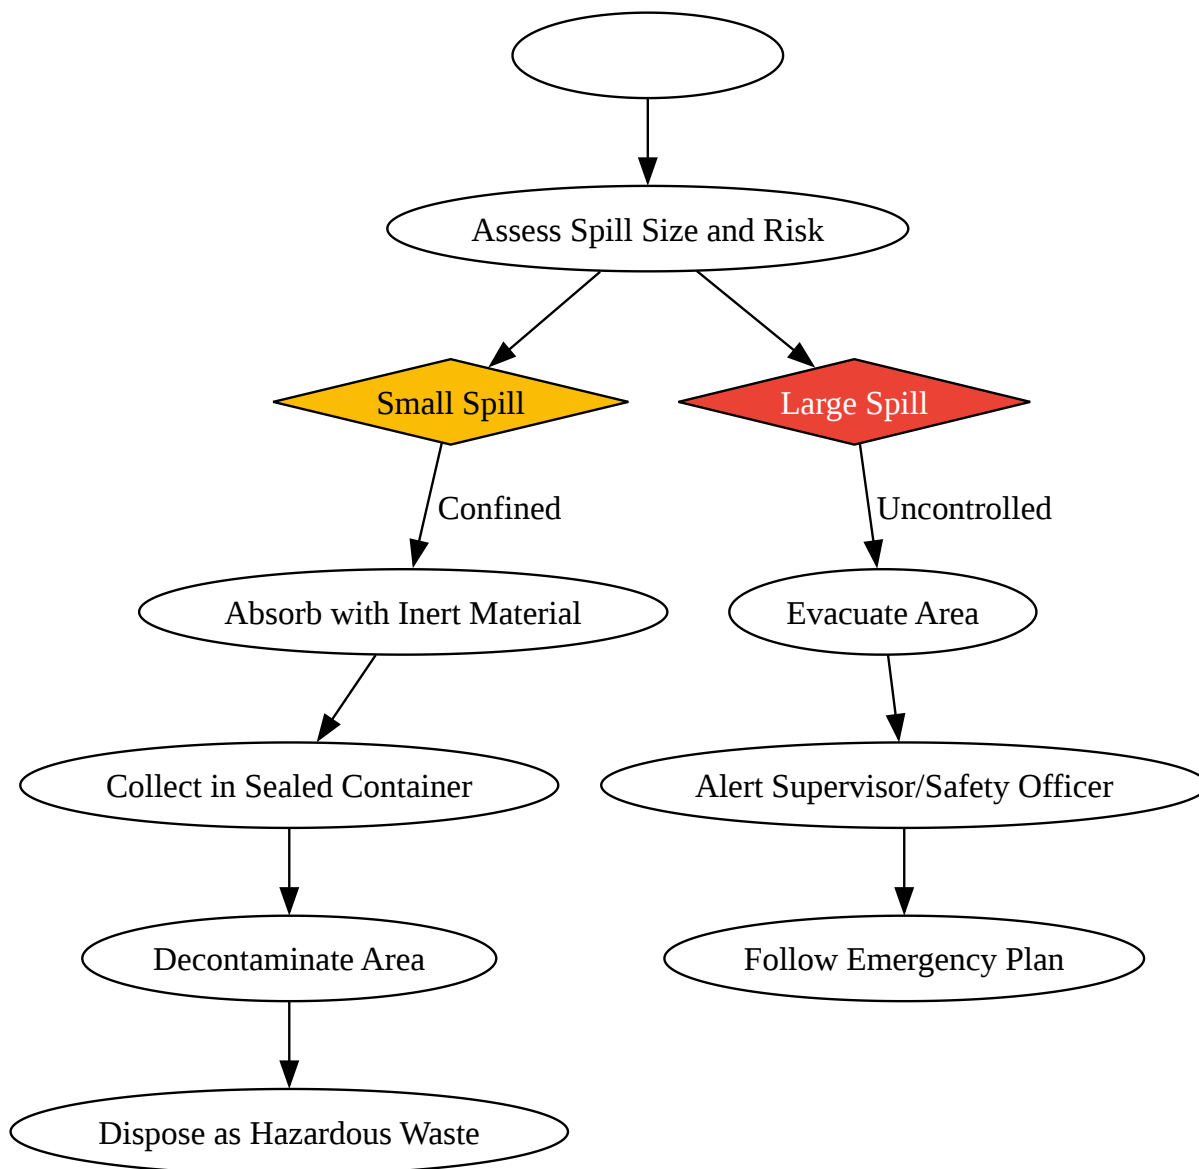 Assess Spill Size and Risk
Small Spill
Large Spill
Confined
Uncontrolled
Absorb with Inert Material
Evacuate Area
Collect in Sealed Container
Alert Supervisor/Safety Officer
Decontaminate Area
Follow Emergency Plan
Dispose as Hazardous Waste